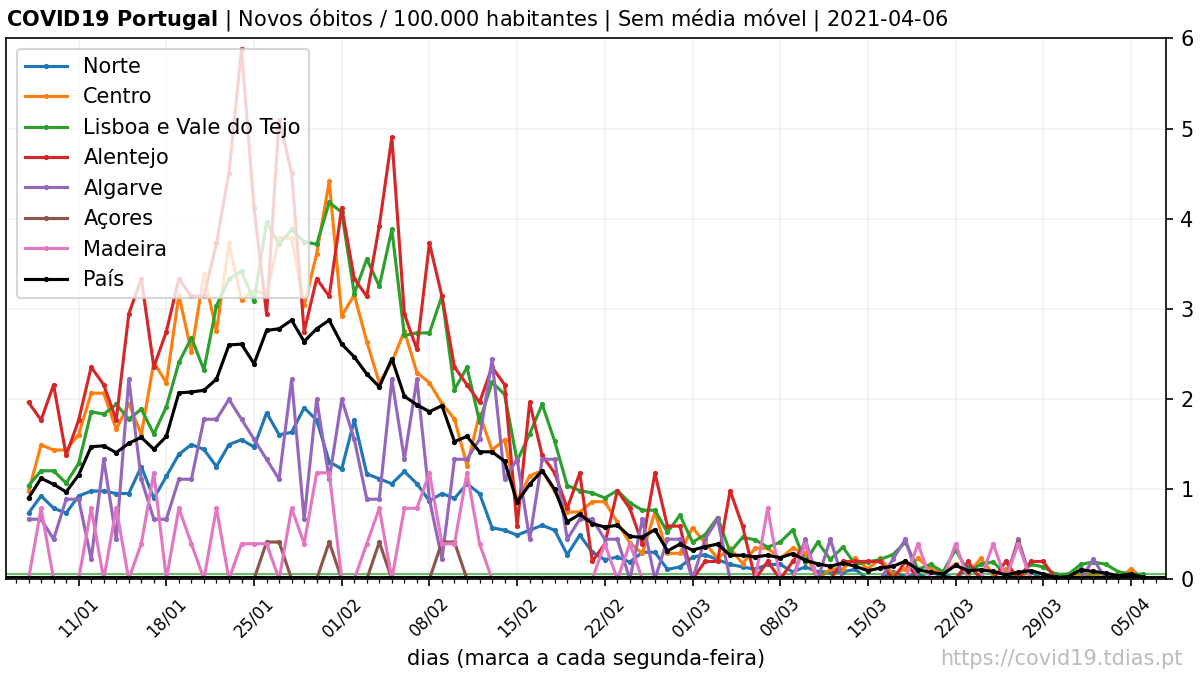 COVID19 Portugal | Novos óbitos / 100.000 habitantes | Sem média móvel | 2021-04-06
Norte
Centro
Lisboa e Vale do Tejo
Alentejo
Algarve
Açores
Madeira
País
6
5
4
3
2
1
0
11/01
18/01
25/01
01/02
08/02
15/02
22/02
01/03
08/03
15/03
22/03
29/03
05/04
dias (marca a cada segunda-feira)
https://covid19.tdias.pt